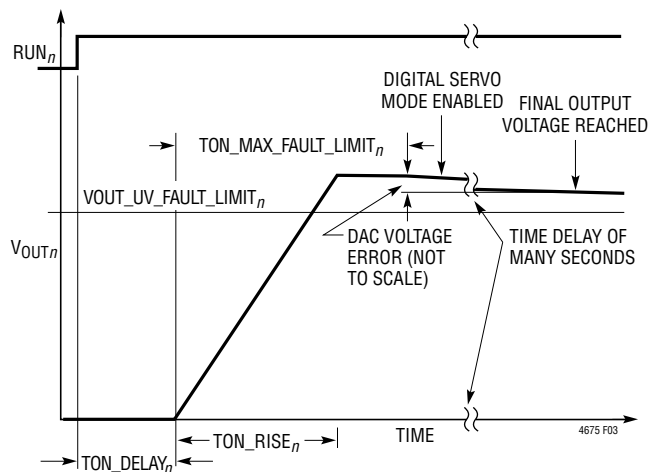 RUNn
DIGITAL SERVO
MODE ENABLED
FINAL OUTPUT
VOLTAGE REACHED
TON_MAX_FAULT_LIMITn
VOUT_UV_FAULT_LIMITn
VOUTn
DAC VOLTAGE
ERROR (NOT
TO SCALE)
TIME DELAY OF
MANY SECONDS
TON_RISEn
TIME
4675 F03
TON_DELAYn